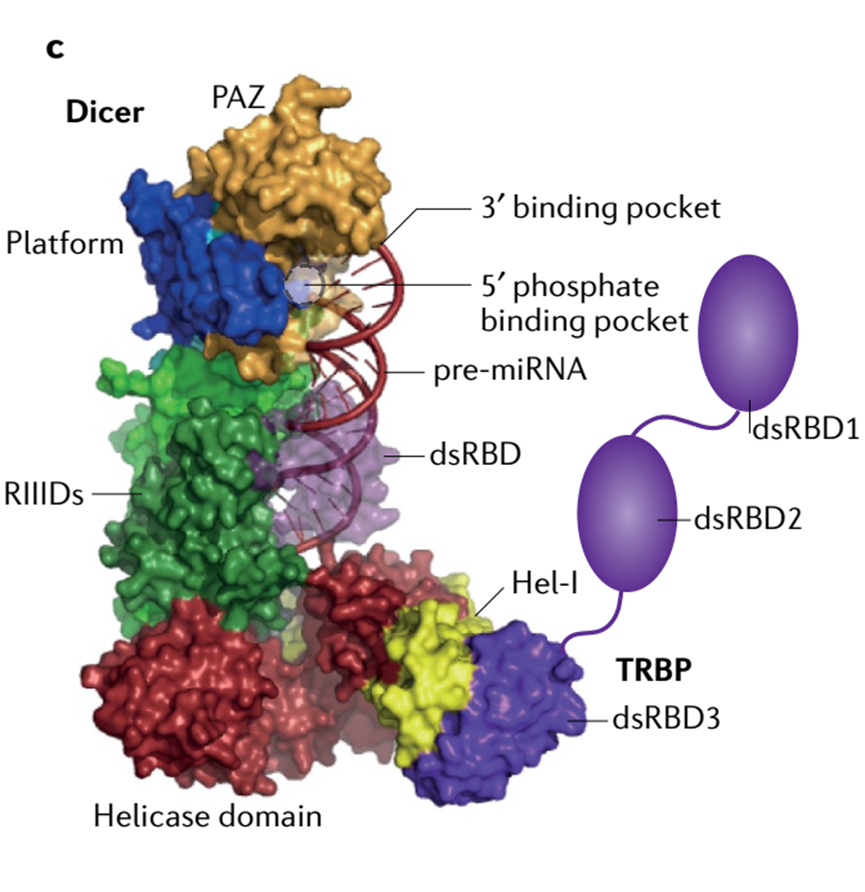 c
Dicer
PAZ
3′ binding pocket
Platform
5′ phosphate
binding pocket
pre-miRNA
dsRBD1
dsRBD
RIIIDs
dsRBD2
Hel-I
TRBP
dsRBD3
Helicase domain